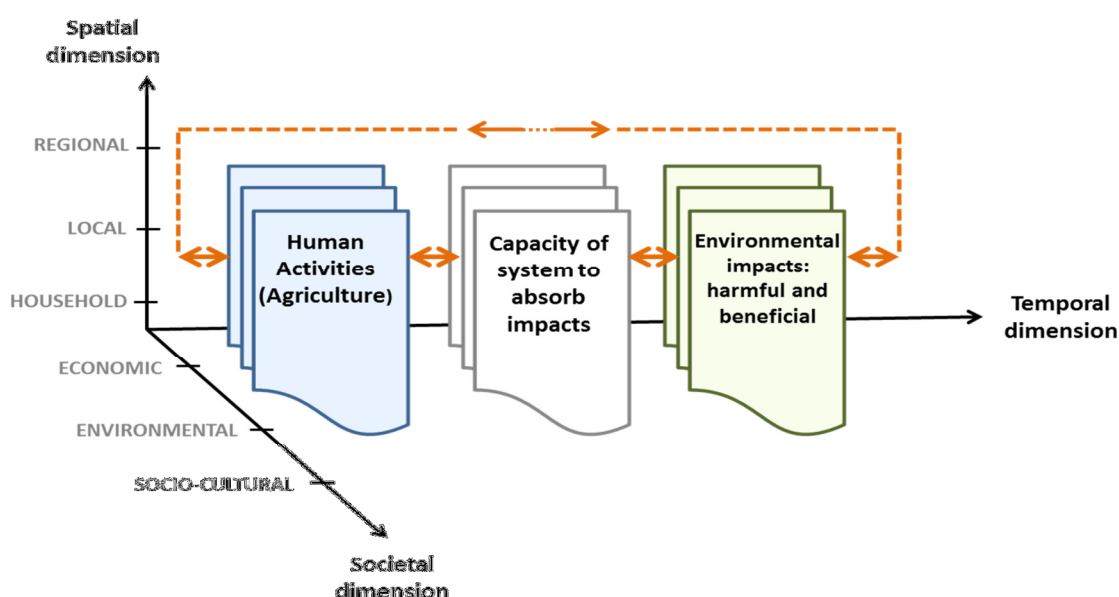 Spatial
dimension
REGIONAL
LOCAL
HOUSEHOLD
Human
Activities
(Agriculture)
Capacity of
system to
absorb
impacts
Environmental
impacts:
harmful and
beneficial
Temporal
dimension
ECONOMIC
ENVIRONMENTAL
SOCIO-CULTURAL
Societal
dimension